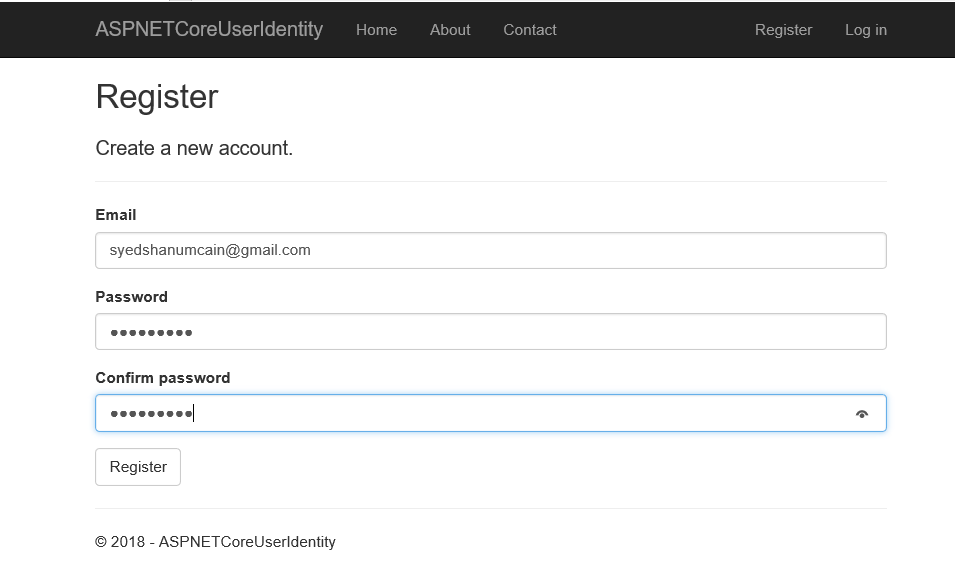 ASPNETCoreUserIdentity Home About Contact Register Log in
Register
Create a new account.
Email
syedshanumcain@gmail.com
Password
●●●●●●●●●
Confirm password
●●●●●●●●●
Register
© 2018 - ASPNETCoreUserIdentity